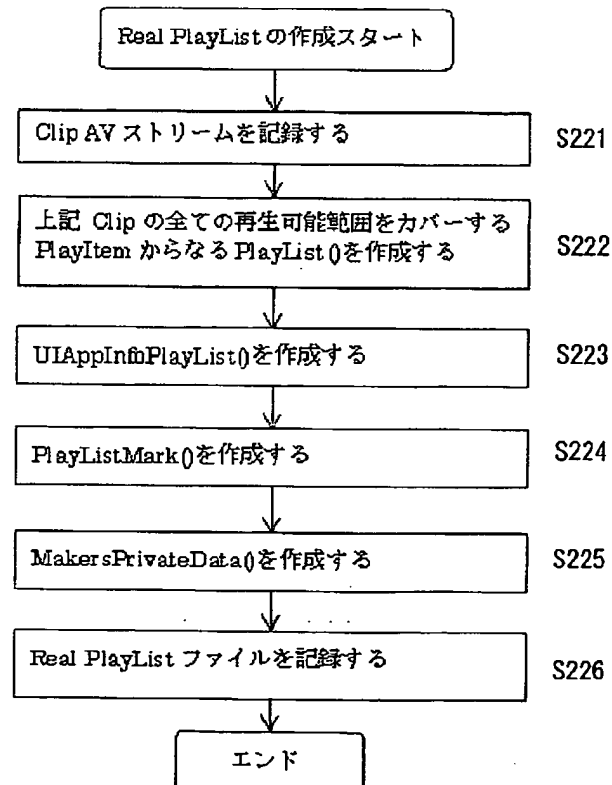 Real PlayListの作成スタート
Clip AV ストリームを記録する
S221
上記 Clip の全ての再生可能範囲をカバーする
PlayItem からなる PlayList()を作成する
S222
UIAppInfoPlayList()を作成する
S223
PlayListMark()を作成する
S224
MakersPrivateData()を作成する
S225
Real PlayList ファイルを記録する
S226
エンド